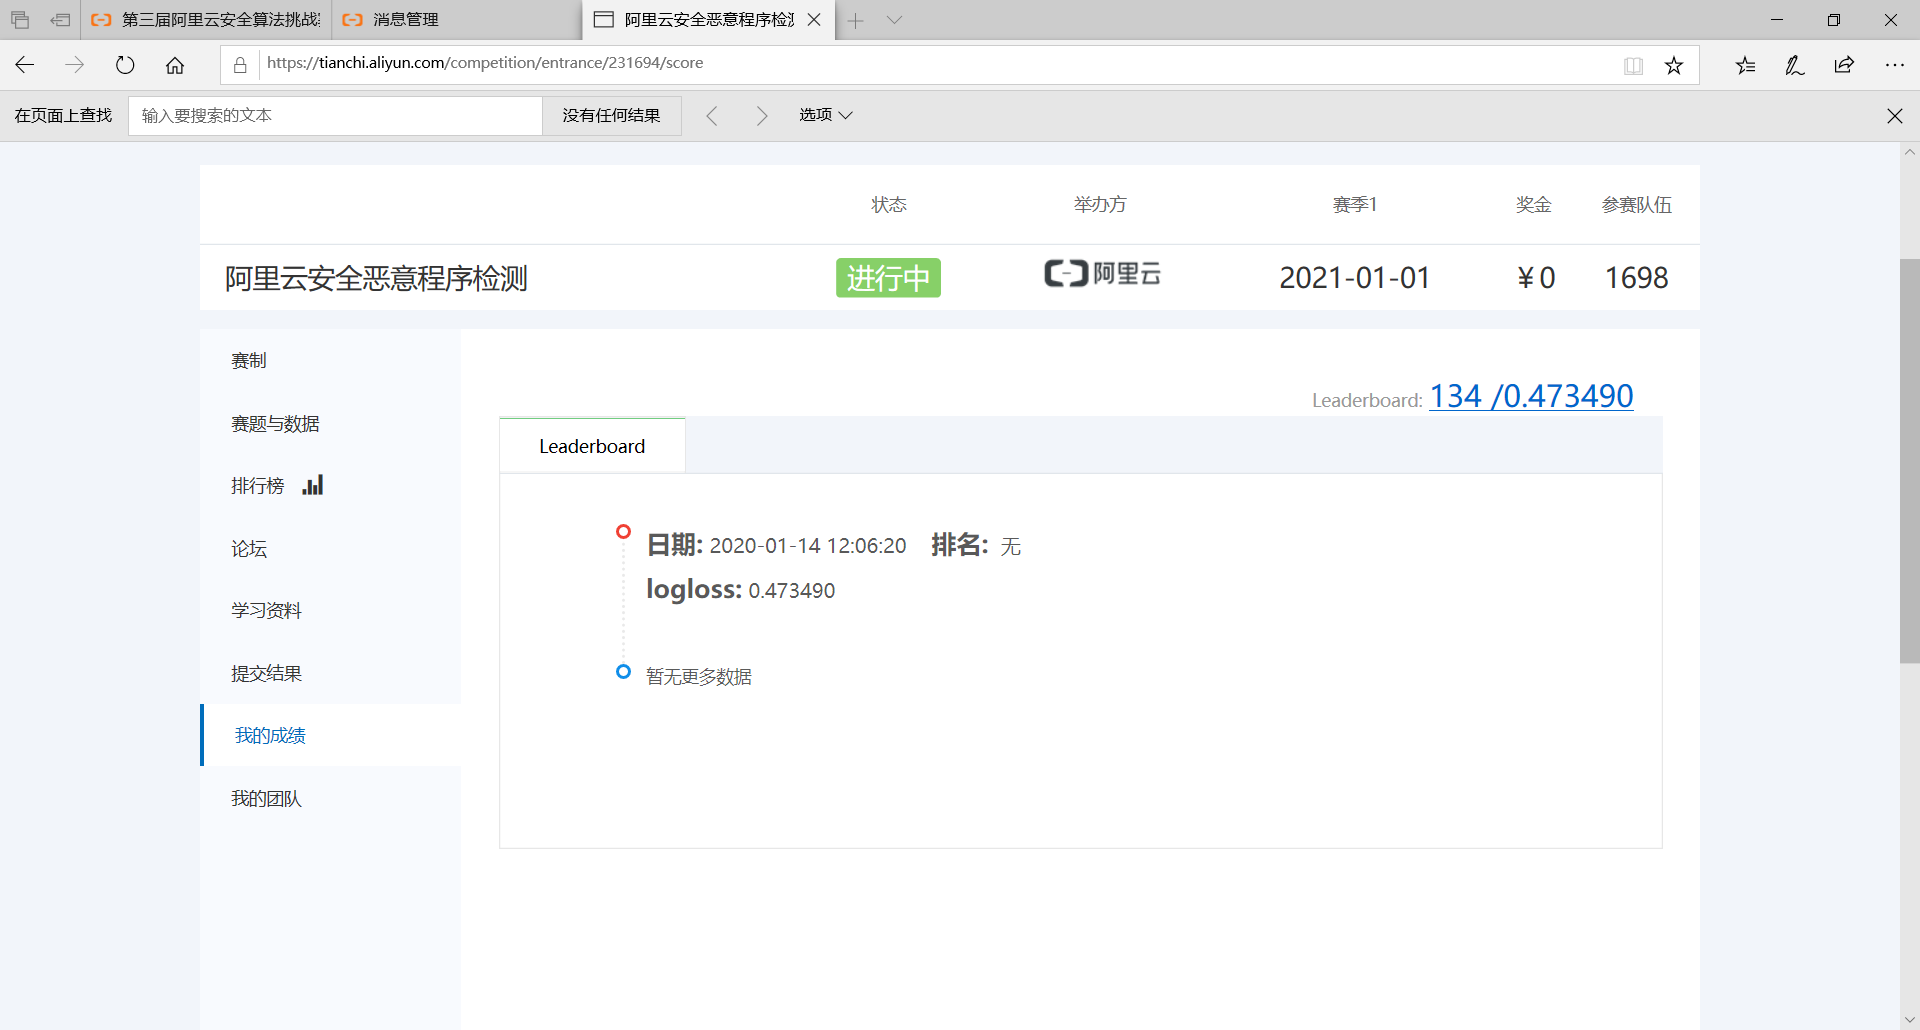 第三届阿里云安全算法挑战
消息管理
阿里云安全恶意程序检
https://tianchi.aliyun.com/competition/entrance/231694/score
在页面上查找
输入要搜索的文本
没有任何结果
选项
状态
举办方
赛季1
奖金
参赛队伍
阿里云安全恶意程序检测
进行中
阿里云
2021-01-01
¥0
1698
赛制
赛题与数据
排行榜
论坛
学习资料
提交结果
我的成绩
我的团队
Leaderboard: 134 /0.473490
Leaderboard
日期: 2020-01-14 12:06:20 排名: 无
logloss: 0.473490
暂无更多数据